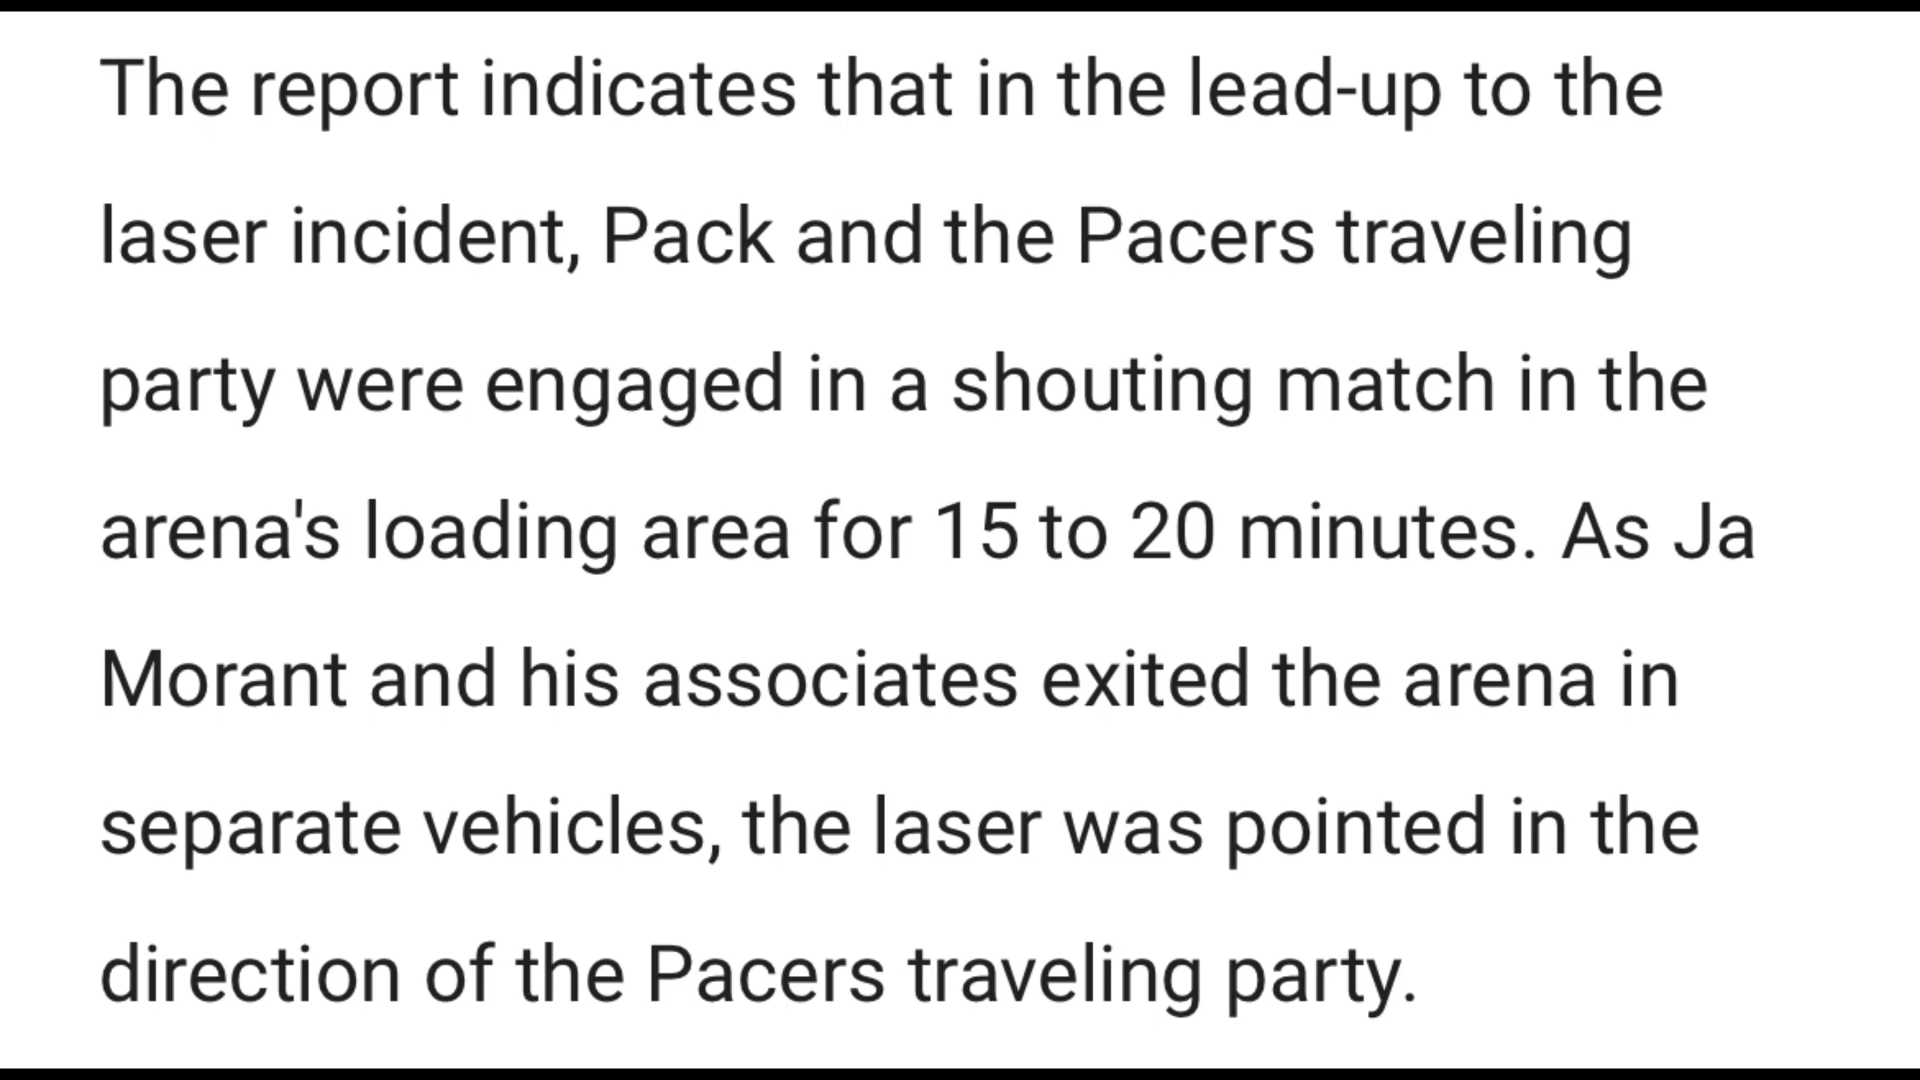 The report indicates that in the lead-up to the
laser incident, Pack and the Pacers traveling
party were engaged in a shouting match in the
arena's loading area for 15 to 20 minutes. As Ja
Morant and his associates exited the arena in
separate vehicles, the laser was pointed in the
direction of the Pacers traveling party.